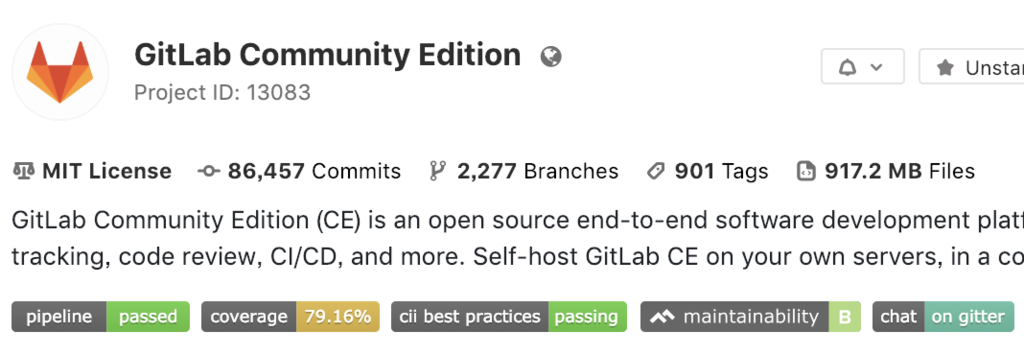 GitLab Community Edition
Project ID: 13083
MIT License 86,457 Commits 2,277 Branches 901 Tags 917.2 MB Files
GitLab Community Edition (CE) is an open source end-to-end software development
tracking, code review, CI/CD, and more. Self-host GitLab CE on your own servers, in a
pipeline passed coverage 79.16% cii best practices passing maintainability B chat on gitter